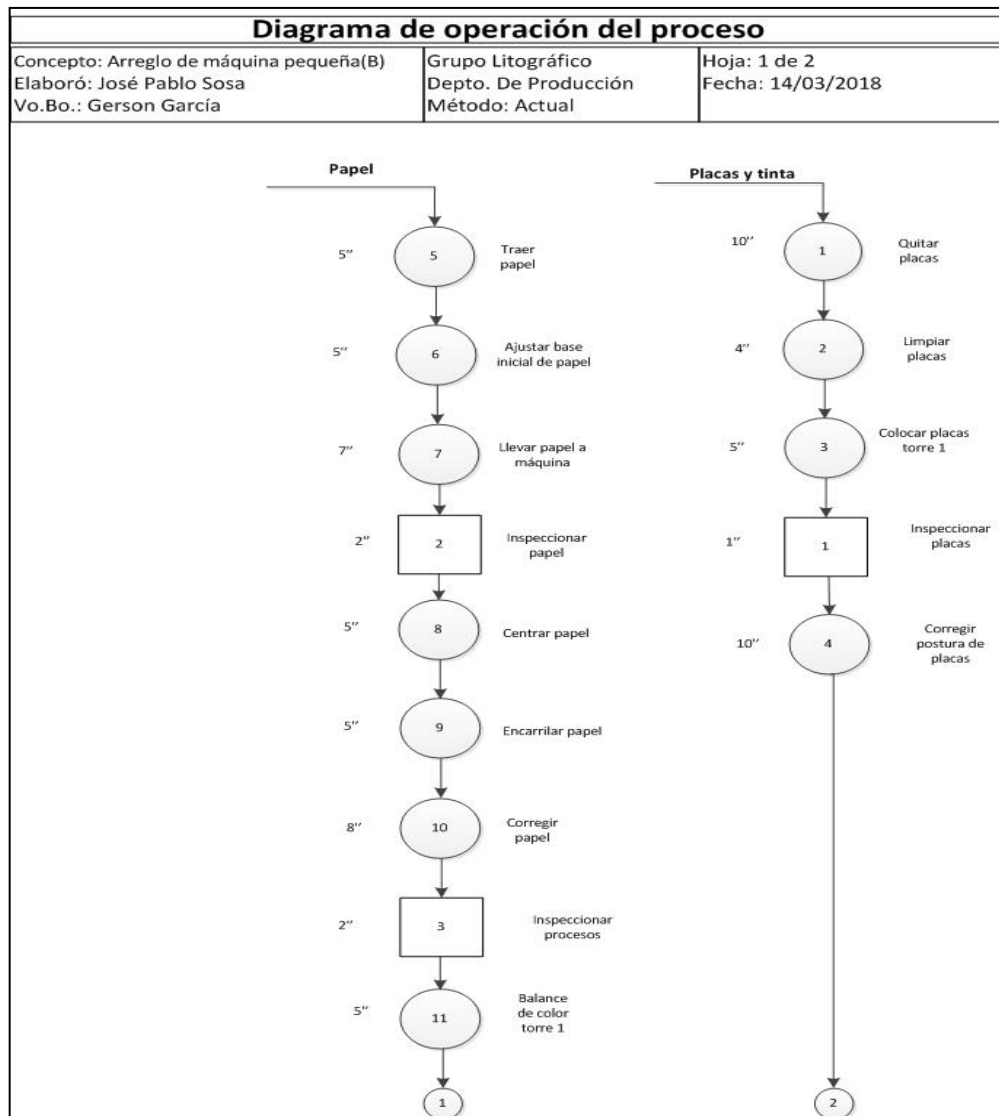 Diagrama de operación del proceso
Concepto: Arreglo de máquina pequeña(B)
Elaboró: José Pablo Sosa
Vo.Bo.: Gerson García
Grupo Litográfico
Depto. De Producción
Método: Actual
Hoja: 1 de 2
Fecha: 14/03/2018
Papel
5’’
5
Traer
papel
5’’
6
Ajustar base
inicial de papel
7’’
7
Llevar papel a
máquina
2’’
2
Inspeccionar
papel
5’’
8
Centrar papel
5’’
9
Encarrilar papel
8’’
10
Corregir
papel
2’’
3
Inspeccionar
procesos
5’’
11
Balance
de color
torre 1
1
Placas y tinta
10’’
1
Quitar
placas
4’’
2
Limpiar
placas
5’’
3
Colocar placas
torre 1
1’’
1
Inspeccionar
placas
10’’
4
Corregir
postura de
placas
2